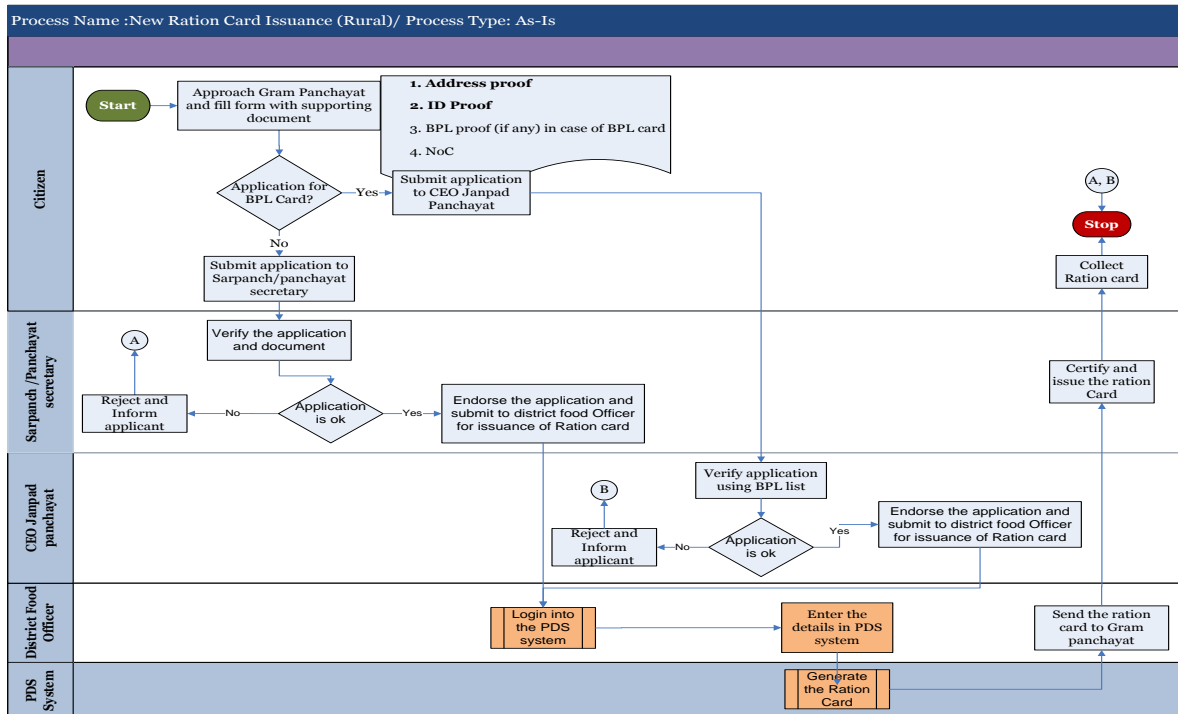 Process Name :New Ration Card Issuance (Rural)/ Process Type: As-Is
Citizen
Start
Approach Gram Panchayat
and fill form with supporting
document
1. Address proof
2. ID Proof
3. BPL proof (if any) in case of BPL card
4. NoC
Application for
BPL Card?
Yes
Submit application
to CEO Janpad
Panchayat
No
Submit application to
Sarpanch/panchayat
secretary
A, B
Stop
Collect
Ration card
Sarpanch /Panchayat
secretary
Verify the application
and document
A
Reject and
Inform
applicant
No
Application
is ok
Yes
Endorse the application and
submit to district food Officer
for issuance of Ration card
Certify and
issue the ration
Card
CEO Janpad
panchayat
Verify application
using BPL list
B
Reject and
Inform
applicant
No
Application
is ok
Yes
Endorse the application and
submit to district food Officer
for issuance of Ration card
District Food
Officer
Login into
the PDS
system
Enter the
details in PDS
system
Send the ration
card to Gram
panchayat
PDS
System
Generate
the Ration
Card